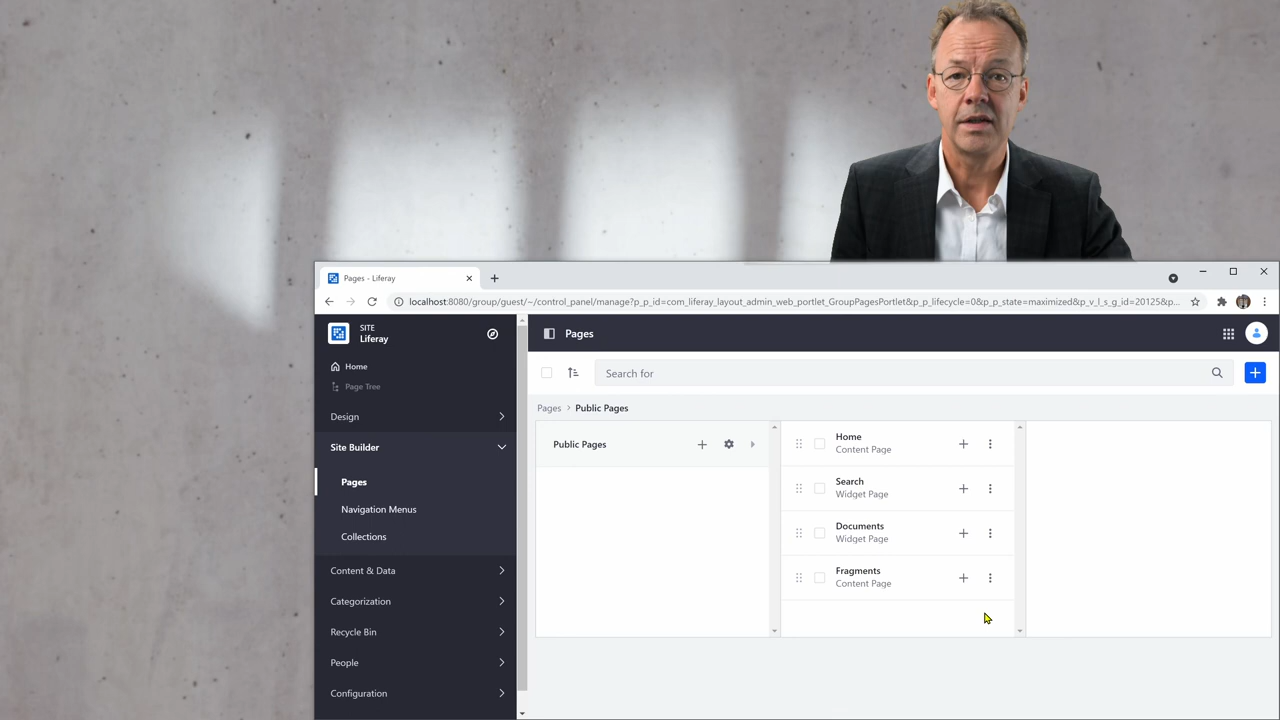 Pages - Liferay
localhost:8080/group/guest/~/control_panel/manage?p_p_id=com_liferay_layout_admin_web_portlet_GroupPagesPortlet&p_p_lifecycle=0&p_p_state=maximized&p_v_l_s_g_id=20125&p...
SITE
Liferay
Home
Page Tree
Design
Site Builder
Pages
Navigation Menus
Collections
Content & Data
Categorization
Recycle Bin
People
Configuration
Pages
Search for
Pages > Public Pages
Public Pages
Home
Content Page
Search
Widget Page
Documents
Widget Page
Fragments
Content Page